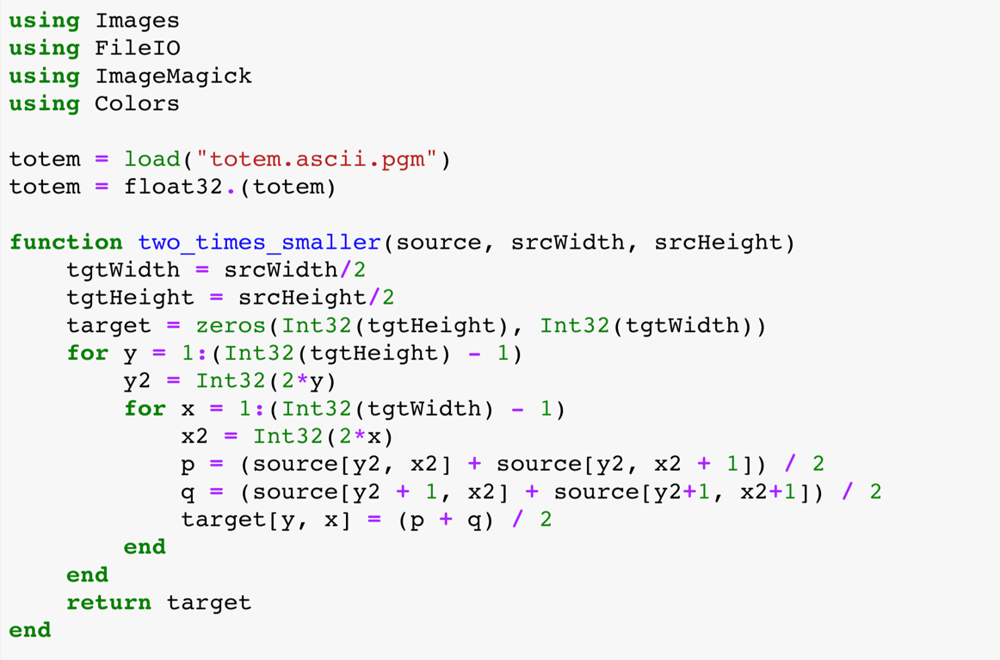 using Images
using FileIO
using ImageMagick
using Colors

totem = load("totem.ascii.pgm")
totem = float32.(totem)

function two_times_smaller(source, srcWidth, srcHeight)
    tgtWidth = srcWidth/2
    tgtHeight = srcHeight/2
    target = zeros(Int32(tgtHeight), Int32(tgtWidth))
    for y = 1:(Int32(tgtHeight) - 1)
        y2 = Int32(2*y)
        for x = 1:(Int32(tgtWidth) - 1)
            x2 = Int32(2*x)
            p = (source[y2, x2] + source[y2, x2 + 1]) / 2
            q = (source[y2 + 1, x2] + source[y2+1, x2+1]) / 2
            target[y, x] = (p + q) / 2
        end
    end
    return target
end